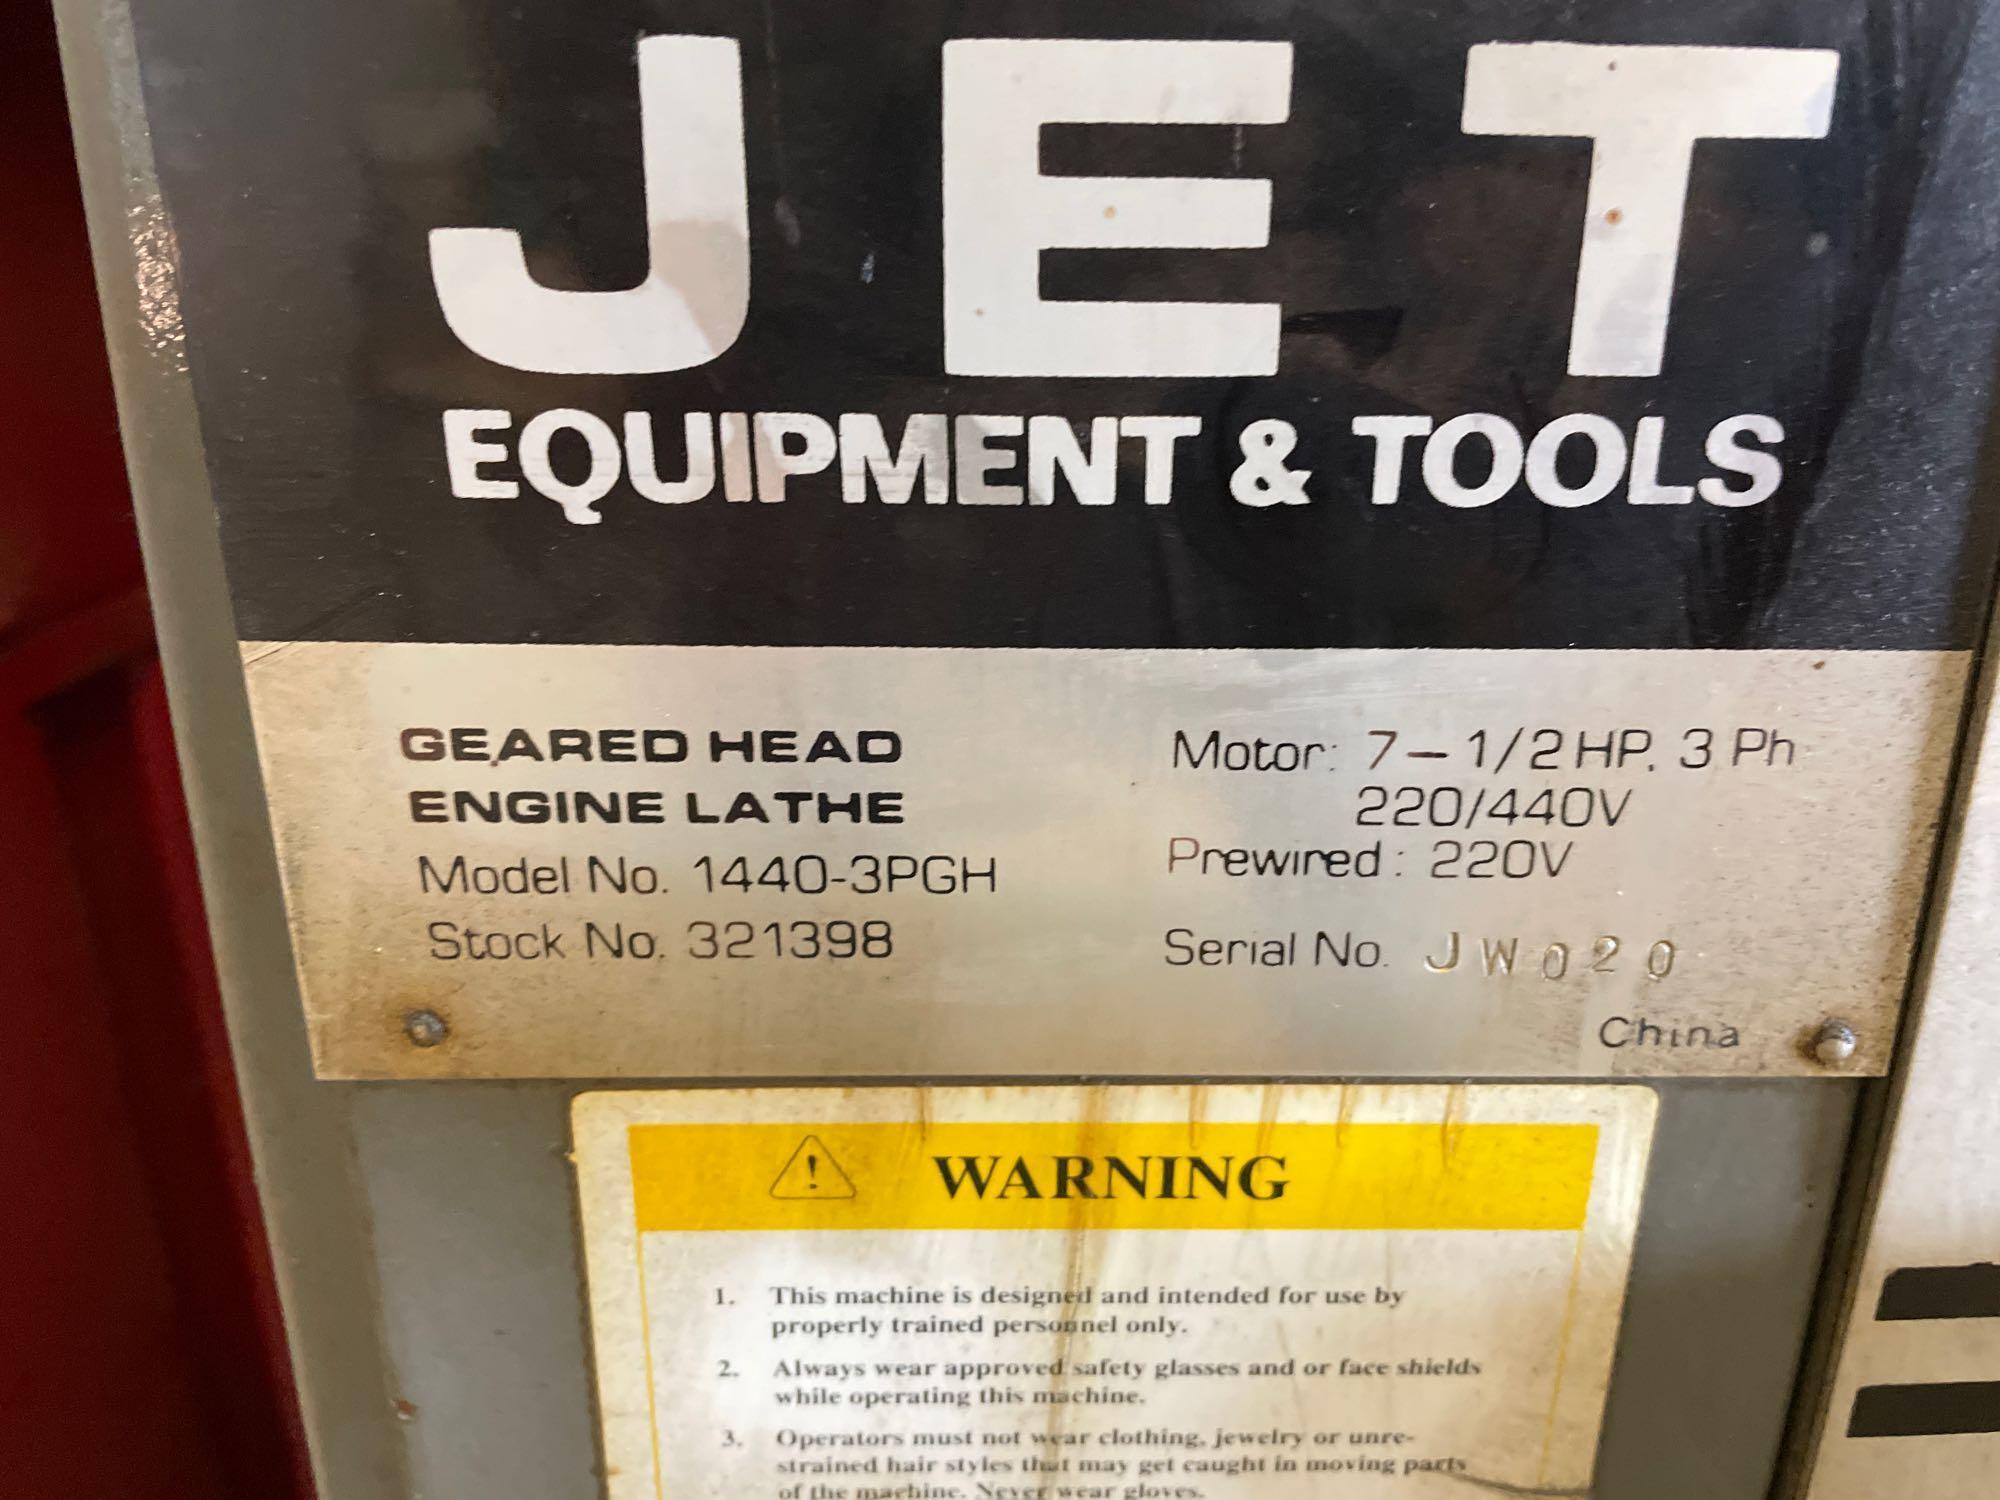 JET
EQUIPMENT & TOOLS
GEARED HEAD
ENGINE LATHE
Model No. 1440-3PGH
Stock No. 321398
Motor: 7-1/2 HP. 3 Ph
220/440V
Prewired: 220V
Serial No. JW020
China
WARNING
1. This machine is designed and intended for use by
properly trained personnel only.
2. Always wear approved safety glasses and or face shields
while operating this machine.
3. Operators must not wear clothing, jewelry or unre-
strained hair styles that may get caught in moving parts
of the machine. Never wear gloves.